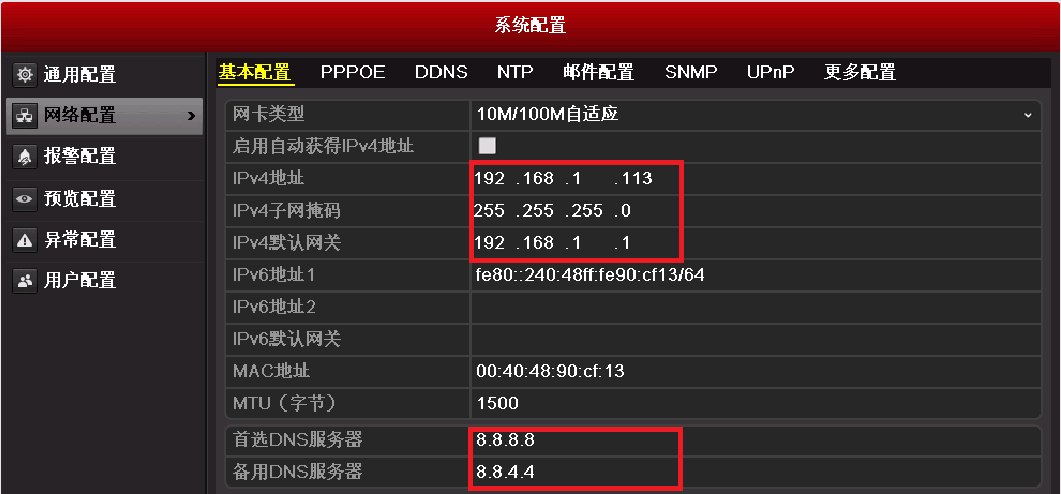 系统配置
通用配置
网络配置
报警配置
预览配置
异常配置
用户配置
基本配置 PPPOE DDNS NTP 邮件配置 SNMP UPnP 更多配置
网卡类型 10M/100M自适应
启用自动获得IPv4地址
IPv4地址 192 .168 .1 .113
IPv4子网掩码 255 .255 .255 .0
IPv4默认网关 192 .168 .1 .1
IPv6地址1 fe80::240:48ff:fe90:cf13/64
IPv6地址2
IPv6默认网关
MAC地址 00:40:48:90:cf:13
MTU（字节） 1500
首选DNS服务器 8.8.8.8
备用DNS服务器 8.8.4.4